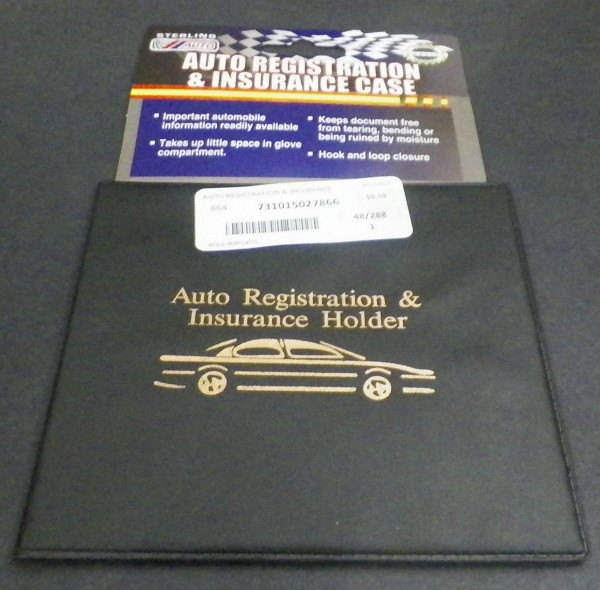 STERLING
AUTO
AUTO REGISTRATION
& INSURANCE CASE
Important automobile
information readily available
Takes up little space in glove
compartment.
Keeps document free
from tearing, bending or
being ruined by moisture
Hook and loop closure
AUTO REGISTRATION & INSURANCE
864 731015027866
48/288
1
Auto Registration &
Insurance Holder